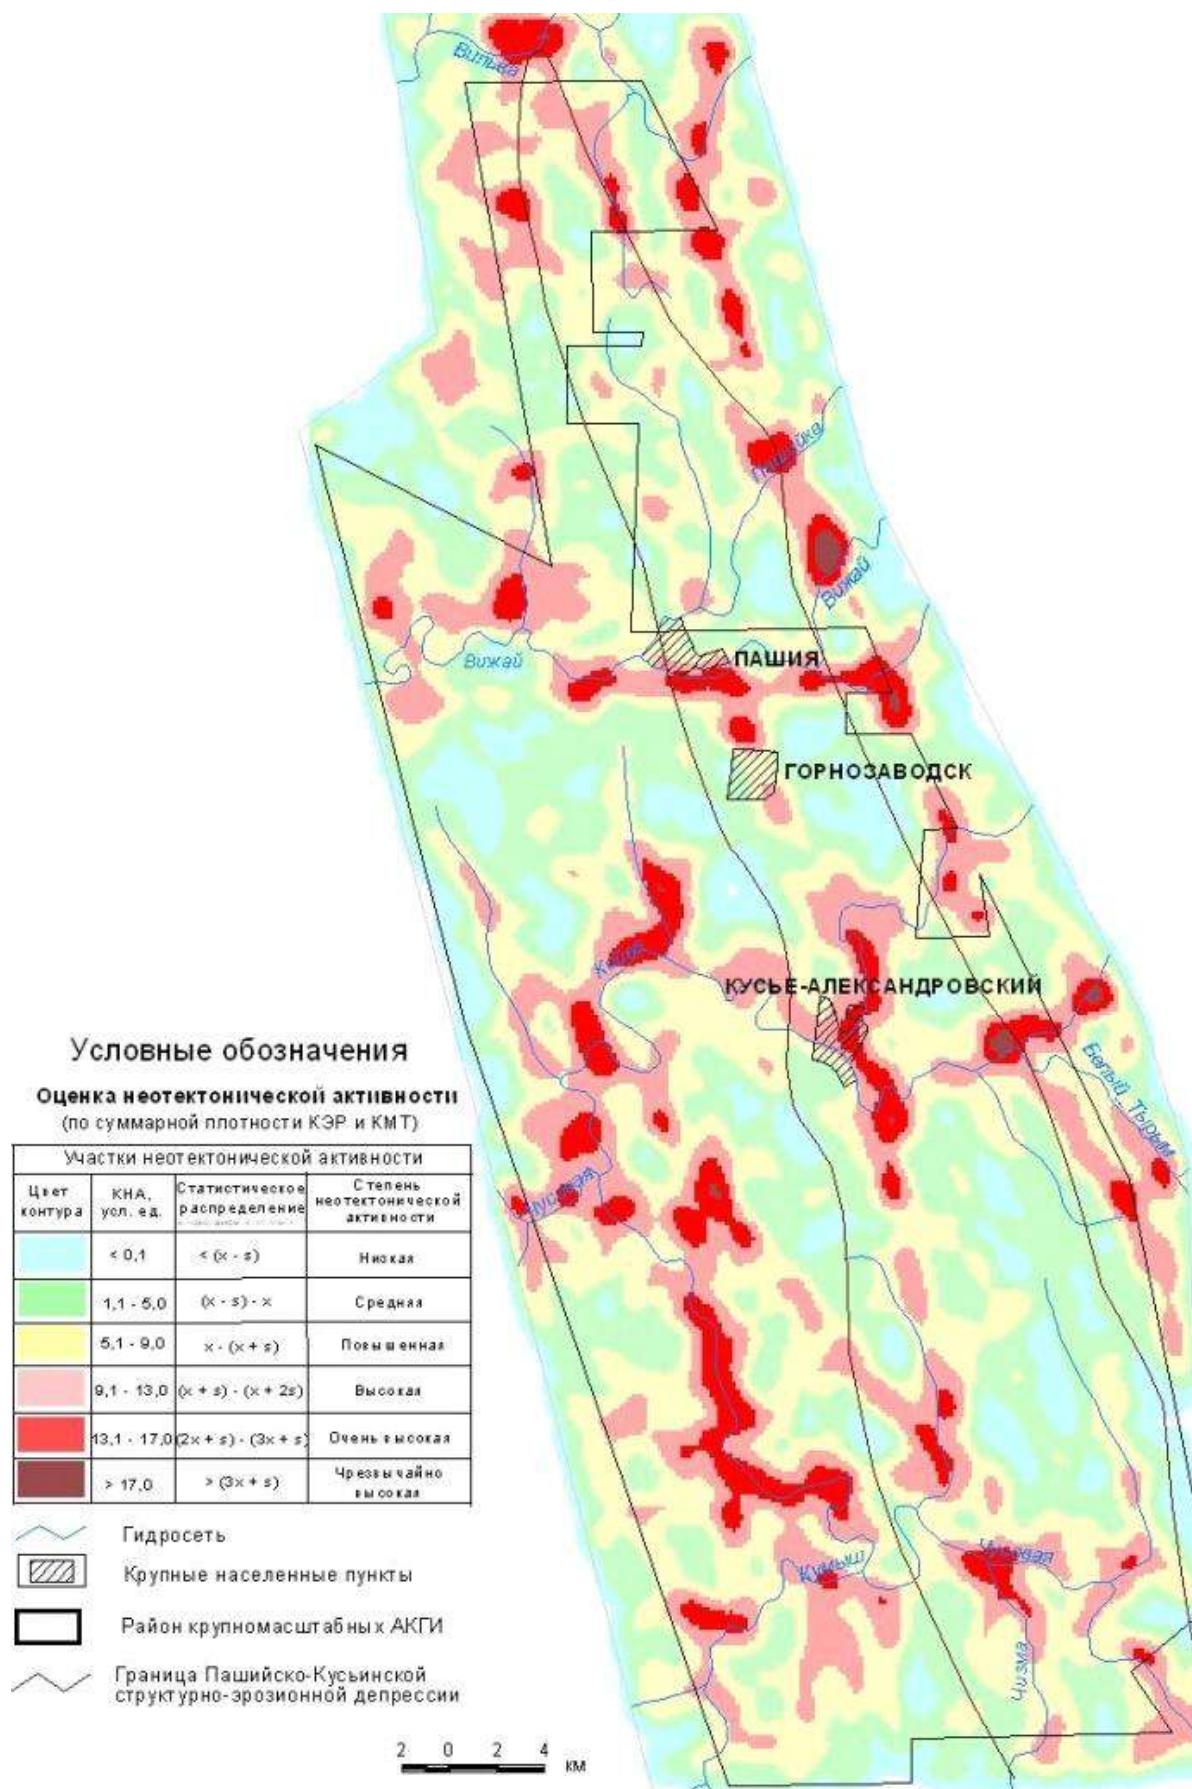 Вильва
Пашийка
Вижай
Вижай
ПАШИЯ
ГОРНОЗАВОДСК
КУСЬЕ-АЛЕКСАНДРОВСКИЙ
Белый Тырым
Чусовая
Кумыш
Чусовая
Чизма
Условные обозначения
Оценка неотектонической активности
(по суммарной плотности КЭР и КМТ)
Участки неотектонической активности
Цвет контура
КНА, усл. ед.
Статистическое распределение
Степень неотектонической активности
< 0,1 < (x - s) Низкая
1,1 - 5,0 (x - s) - x Средняя
5,1 - 9,0 x - (x + s) Повышенная
9,1 - 13,0 (x + s) - (x + 2s) Высокая
13,1 - 17,0 (2x + s) - (3x + s) Очень высокая
> 17,0 > (3x + s) Чрезвычайно высокая
Гидросеть
Крупные населенные пункты
Район крупномасштабных АКГИ
Граница Пашийско-Кусьинской
структурно-эрозионной депрессии
2 0 2 4 км